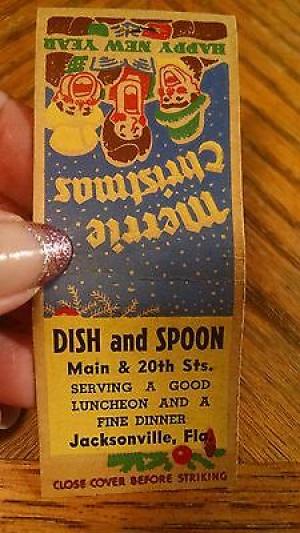 HAPPY NEW YEAR
Merrie
Christmas
DISH and SPOON
Main & 20th Sts.
SERVING A GOOD
LUNCHEON AND A
FINE DINNER
Jacksonville, Fla.
CLOSE COVER BEFORE STRIKING